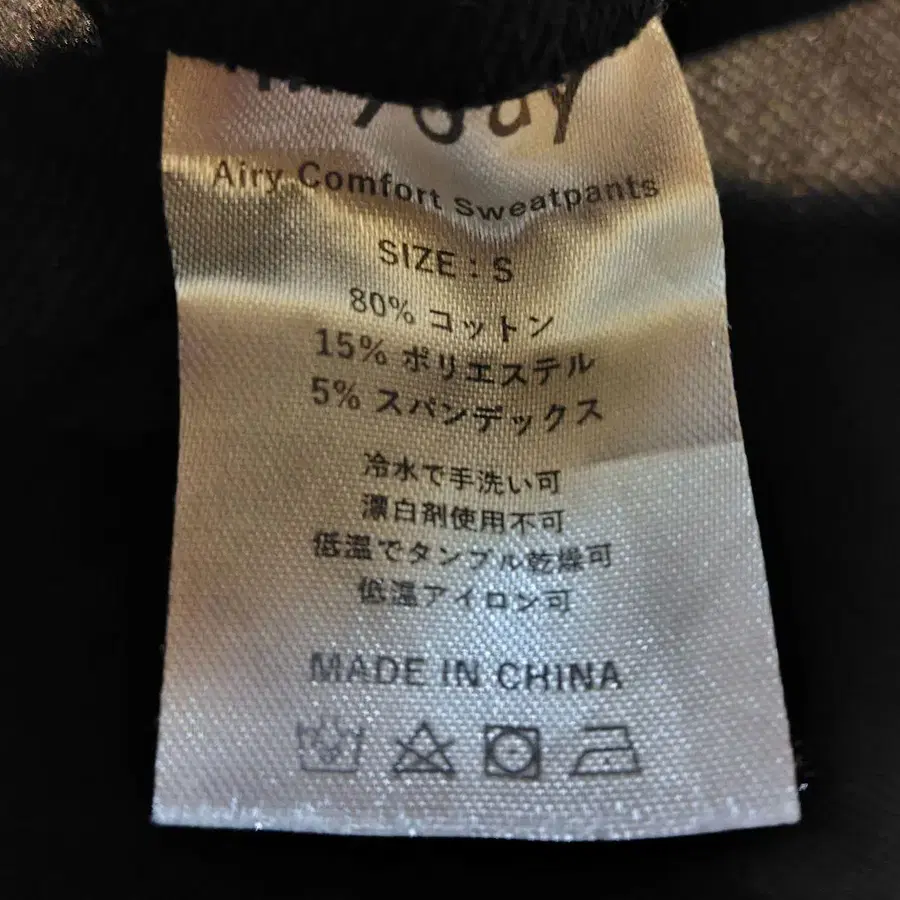 Airy Comfort Sweatpants
SIZE : S
80% コットン
15% ポリエステル
5% スパンデックス
冷水で手洗い可
漂白剤使用不可
低温でタンブル乾燥可
低温アイロン可
MADE IN CHINA